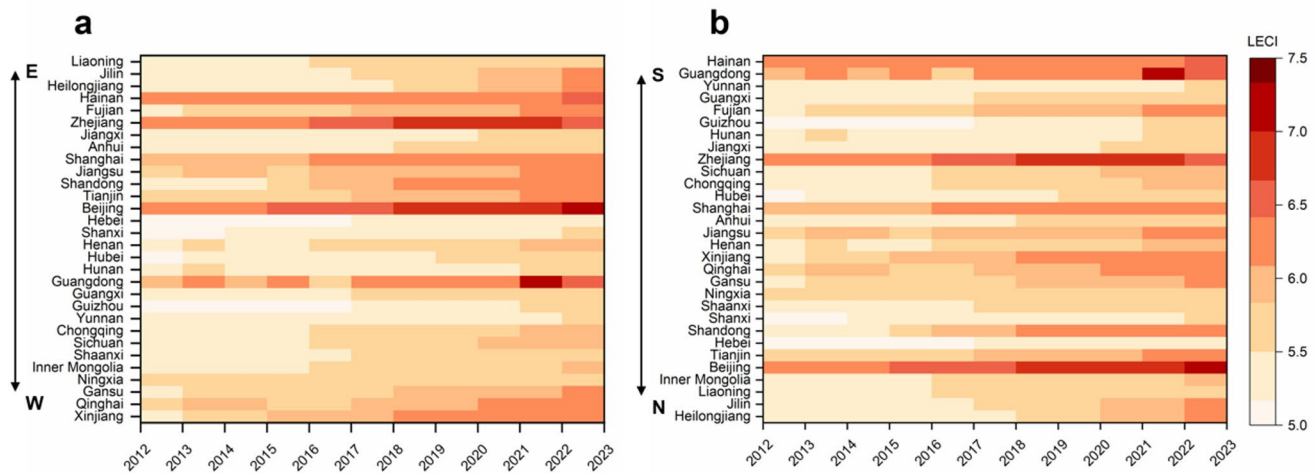 a
E
Liaoning
Jilin
Heilongjiang
Hainan
Fujian
Zhejiang
Jiangxi
Anhui
Shanghai
Jiangsu
Shandong
Tianjin
Beijing
Hebei
Shanxi
Henan
Hubei
Hunan
Guangdong
Guangxi
Guizhou
Yunnan
Chongqing
Sichuan
Shaanxi
Inner Mongolia
Ningxia
Gansu
Qinghai
Xinjiang
W
2012 2013 2014 2015 2016 2017 2018 2019 2020 2021 2022 2023
b
S
Hainan
Guangdong
Yunnan
Guangxi
Fujian
Guizhou
Hunan
Jiangxi
Zhejiang
Sichuan
Chongqing
Hubei
Shanghai
Anhui
Jiangsu
Henan
Xinjiang
Qinghai
Gansu
Ningxia
Shaanxi
Shanxi
Shandong
Hebei
Tianjin
Beijing
Inner Mongolia
Liaoning
Jilin
Heilongjiang
N
2012 2013 2014 2015 2016 2017 2018 2019 2020 2021 2022 2023
LECI
7.5
7.0
6.5
6.0
5.5
5.0